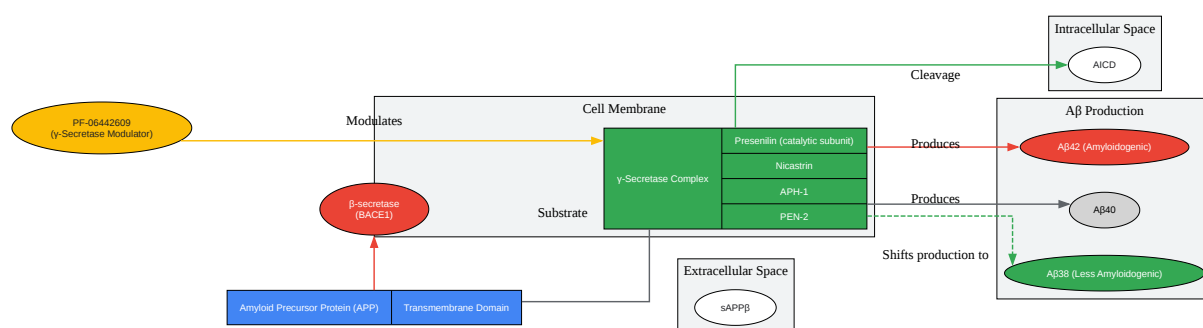 Intracellular Space
AICD
Cleavage
Cell Membrane
Aβ Production
PF-06442609
(γ-Secretase Modulator)
Modulates
Presenilin (catalytic subunit)
Produces
Aβ42 (Amyloidogenic)
Nicastrin
γ-Secretase Complex
APH-1
Produces
Aβ40
β-secretase
(BACE1)
Substrate
PEN-2
Shifts production to
Aβ38 (Less Amyloidogenic)
Extracellular Space
sAPPβ
Amyloid Precursor Protein (APP)
Transmembrane Domain